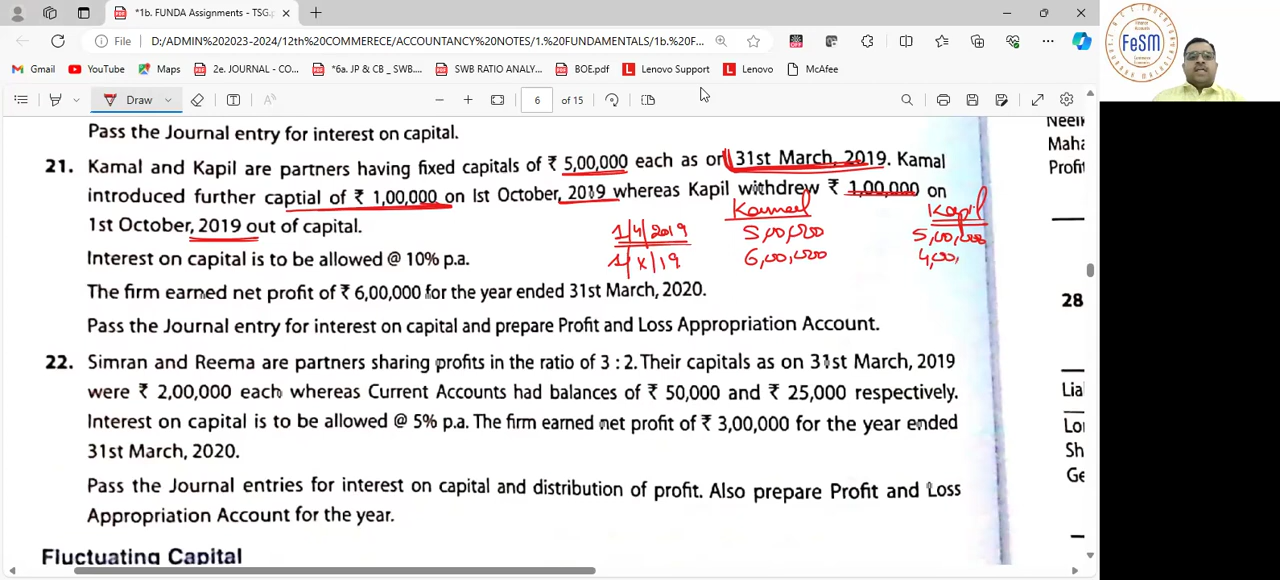 *1b. FUNDA Assignments - TSG.p
File D:/ADMIN%202023-2024/12th%20COMMERECE/ACCOUNTANCE%20NOTES/1.%20FUNDAMENTALS/1b.%20F...
Gmail YouTube Maps 2e. JOURNAL - CO... *6a. JP & CB _ SWB... SWB RATIO ANALY... BOE.pdf Lenovo Support Lenovo McAfee
Draw 6 of 15
Pass the Journal entry for interest on capital.
21. Kamal and Kapil are partners having fixed capitals of ₹ 5,00,000 each as on 31st March, 2019. Kamal
introduced further captial of ₹ 1,00,000 on Ist October, 2019 whereas Kapil withdrew ₹ 1,00,000 on
Kamal Kapil
1st October, 2019 out of capital.
1/4/2019 5,00,000 5,00,000
Interest on capital is to be allowed @ 10% p.a.
1/X/19 6,00,000 4,00,
The firm earned net profit of ₹ 6,00,000 for the year ended 31st March, 2020.
Pass the Journal entry for interest on capital and prepare Profit and Loss Appropriation Account.
22. Simran and Reema are partners sharing profits in the ratio of 3 : 2. Their capitals as on 31st March, 2019
were ₹ 2,00,000 each whereas Current Accounts had balances of ₹ 50,000 and ₹ 25,000 respectively.
Interest on capital is to be allowed @ 5% p.a. The firm earned net profit of ₹ 3,00,000 for the year ended
31st March, 2020.
Pass the Journal entries for interest on capital and distribution of profit. Also prepare Profit and Loss
Appropriation Account for the year.
Fluctuating Capital
Maha
Profit
28
Lia
Lo
Sh
Ge
FeSM